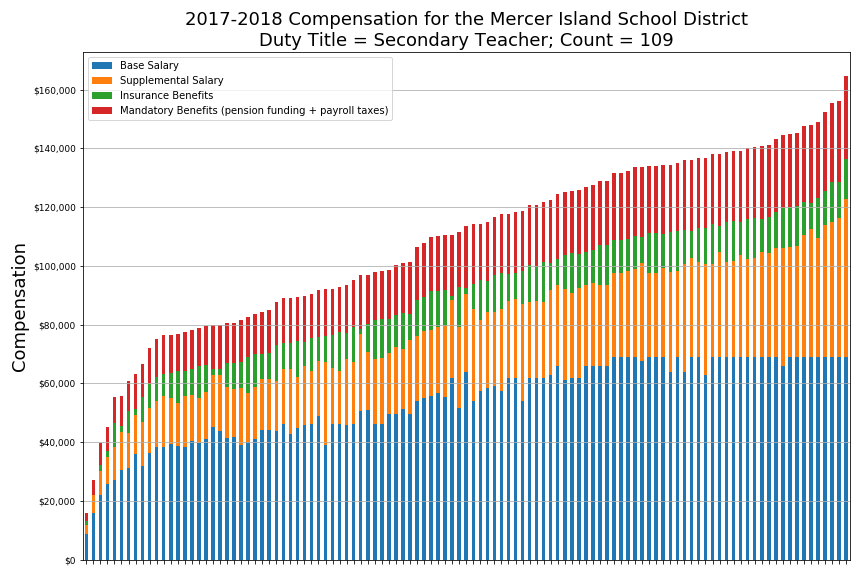 2017-2018 Compensation for the Mercer Island School District
Duty Title = Secondary Teacher; Count = 109
Base Salary
Supplemental Salary
Insurance Benefits
Mandatory Benefits (pension funding + payroll taxes)
$160,000
$140,000
$120,000
$100,000
$80,000
$60,000
$40,000
$20,000
$0
Compensation